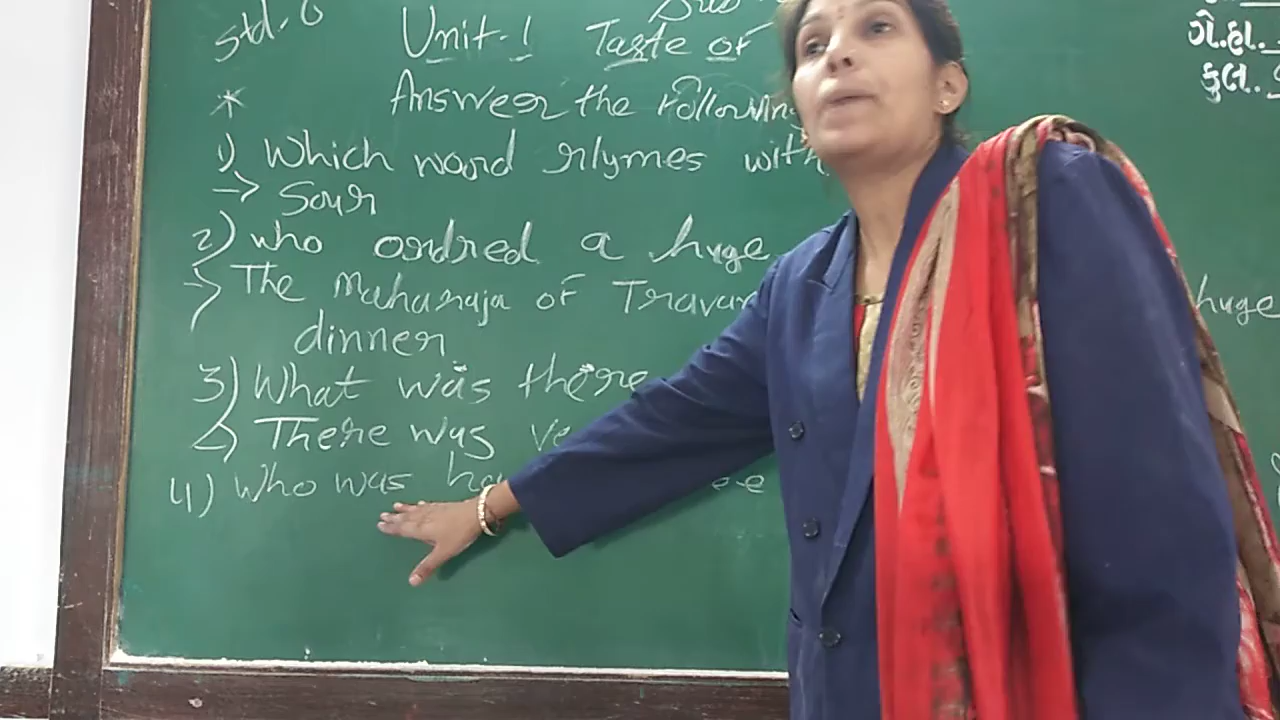 Std. 6
Unit-1 Taste of
* Answer the Following
1) Which word rhymes with
-> Sour
2) who ordred a huge
-> The Maharaja of Travan huge
dinner
3) What was there
-> There was ve
4) Who was
ગે.હા.
કુલ.